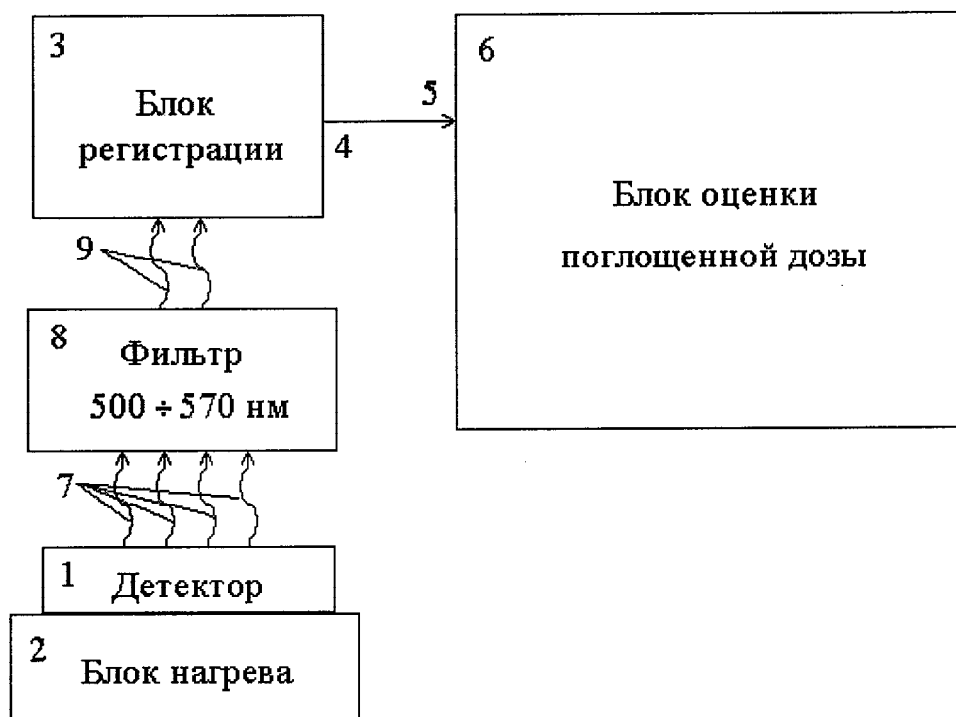 3
Блок
регистрации
4
5
6
Блок оценки
поглощенной дозы
9
8
Фильтр
500 ÷ 570 нм
7
1
Детектор
2
Блок нагрева